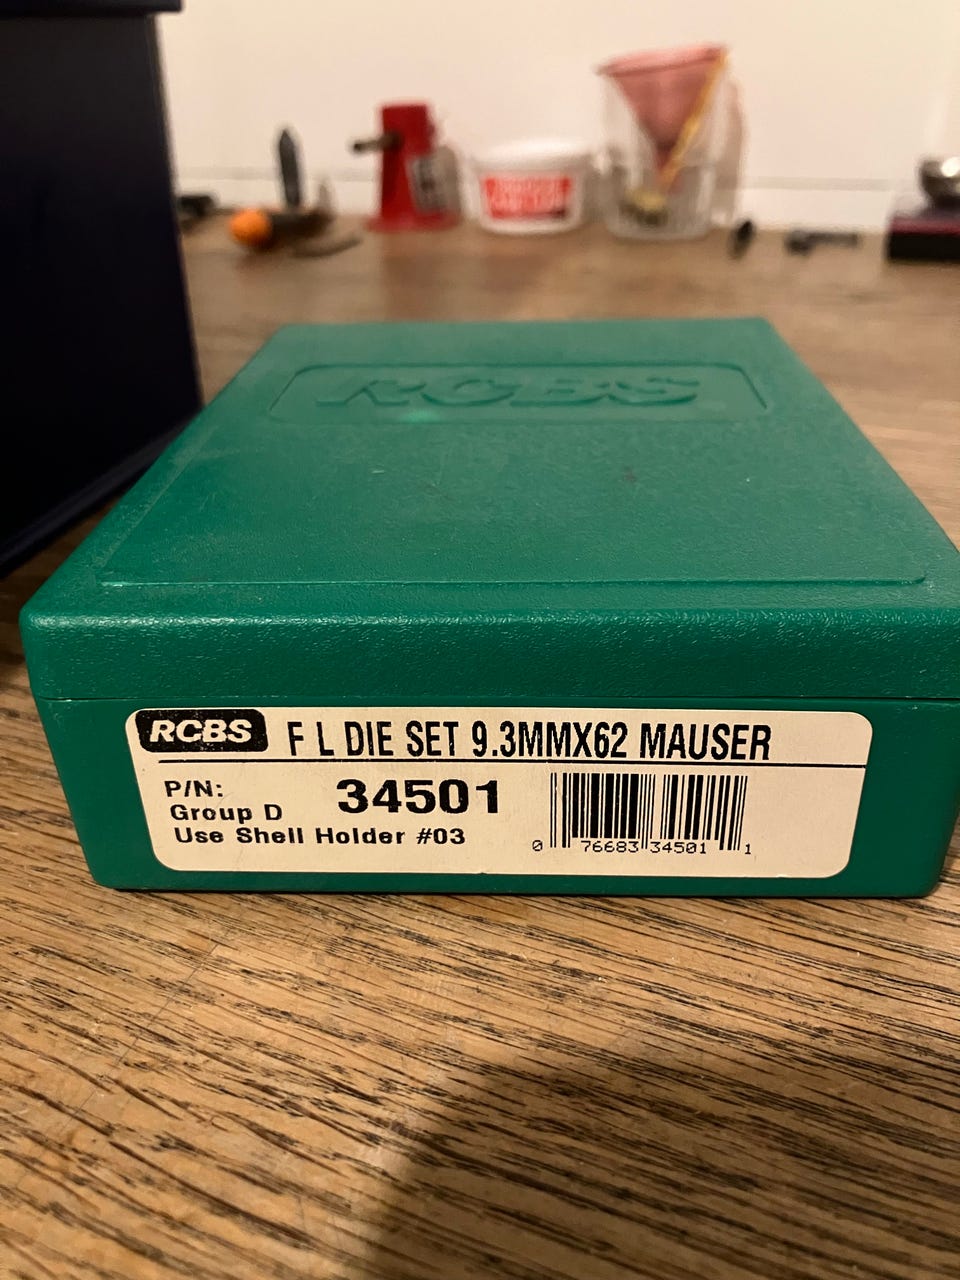 RCBS
RCBS F L DIE SET 9.3MMX62 MAUSER
P/N: 34501
Group D
Use Shell Holder #03
0 76683 34501 1